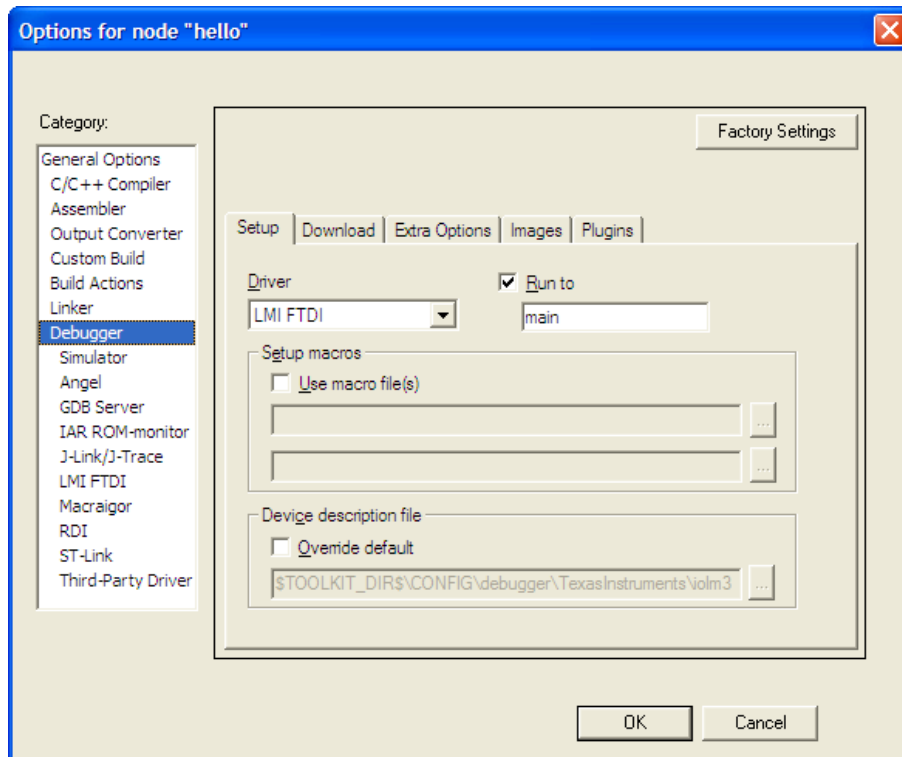 Options for node "hello"
Category:
General Options
C/C++ Compiler
Assembler
Output Converter
Custom Build
Build Actions
Linker
Debugger
Simulator
Angel
GDB Server
IAR ROM-monitor
J-Link/J-Trace
LMI FTDI
Macraigor
RDI
ST-Link
Third-Party Driver
Factory Settings
Setup Download Extra Options Images Plugins
Driver
LMI FTDI
Run to
main
Setup macros
Use macro file(s)
...
...
Device description file
Override default
$TOOLKIT_DIR$\CONFIG\debugger\TexasInstruments\iolm3
...
OK Cancel